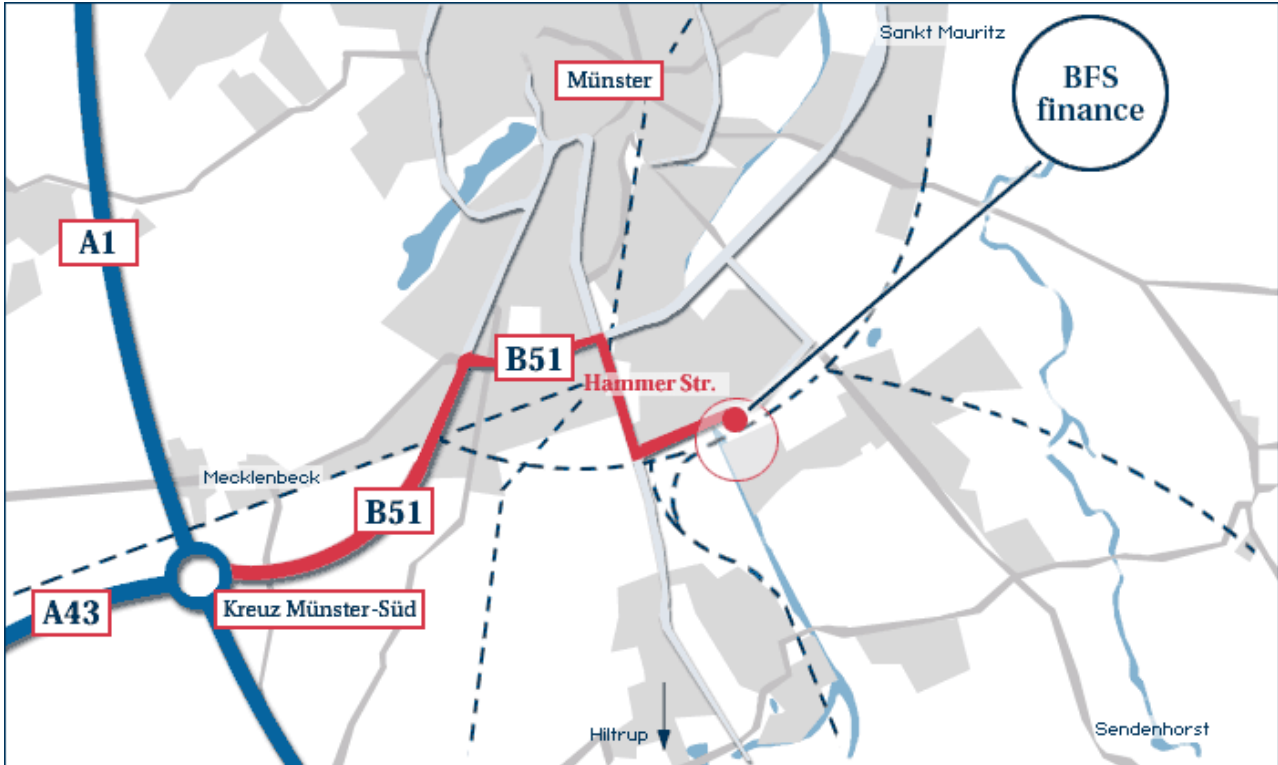 Sankt Mauritz
BFS
finance
Münster
A1
B51
Hammer Str.
Mecklenbeck
B51
A43
Kreuz Münster-Süd
Hiltrup
Sendenhorst